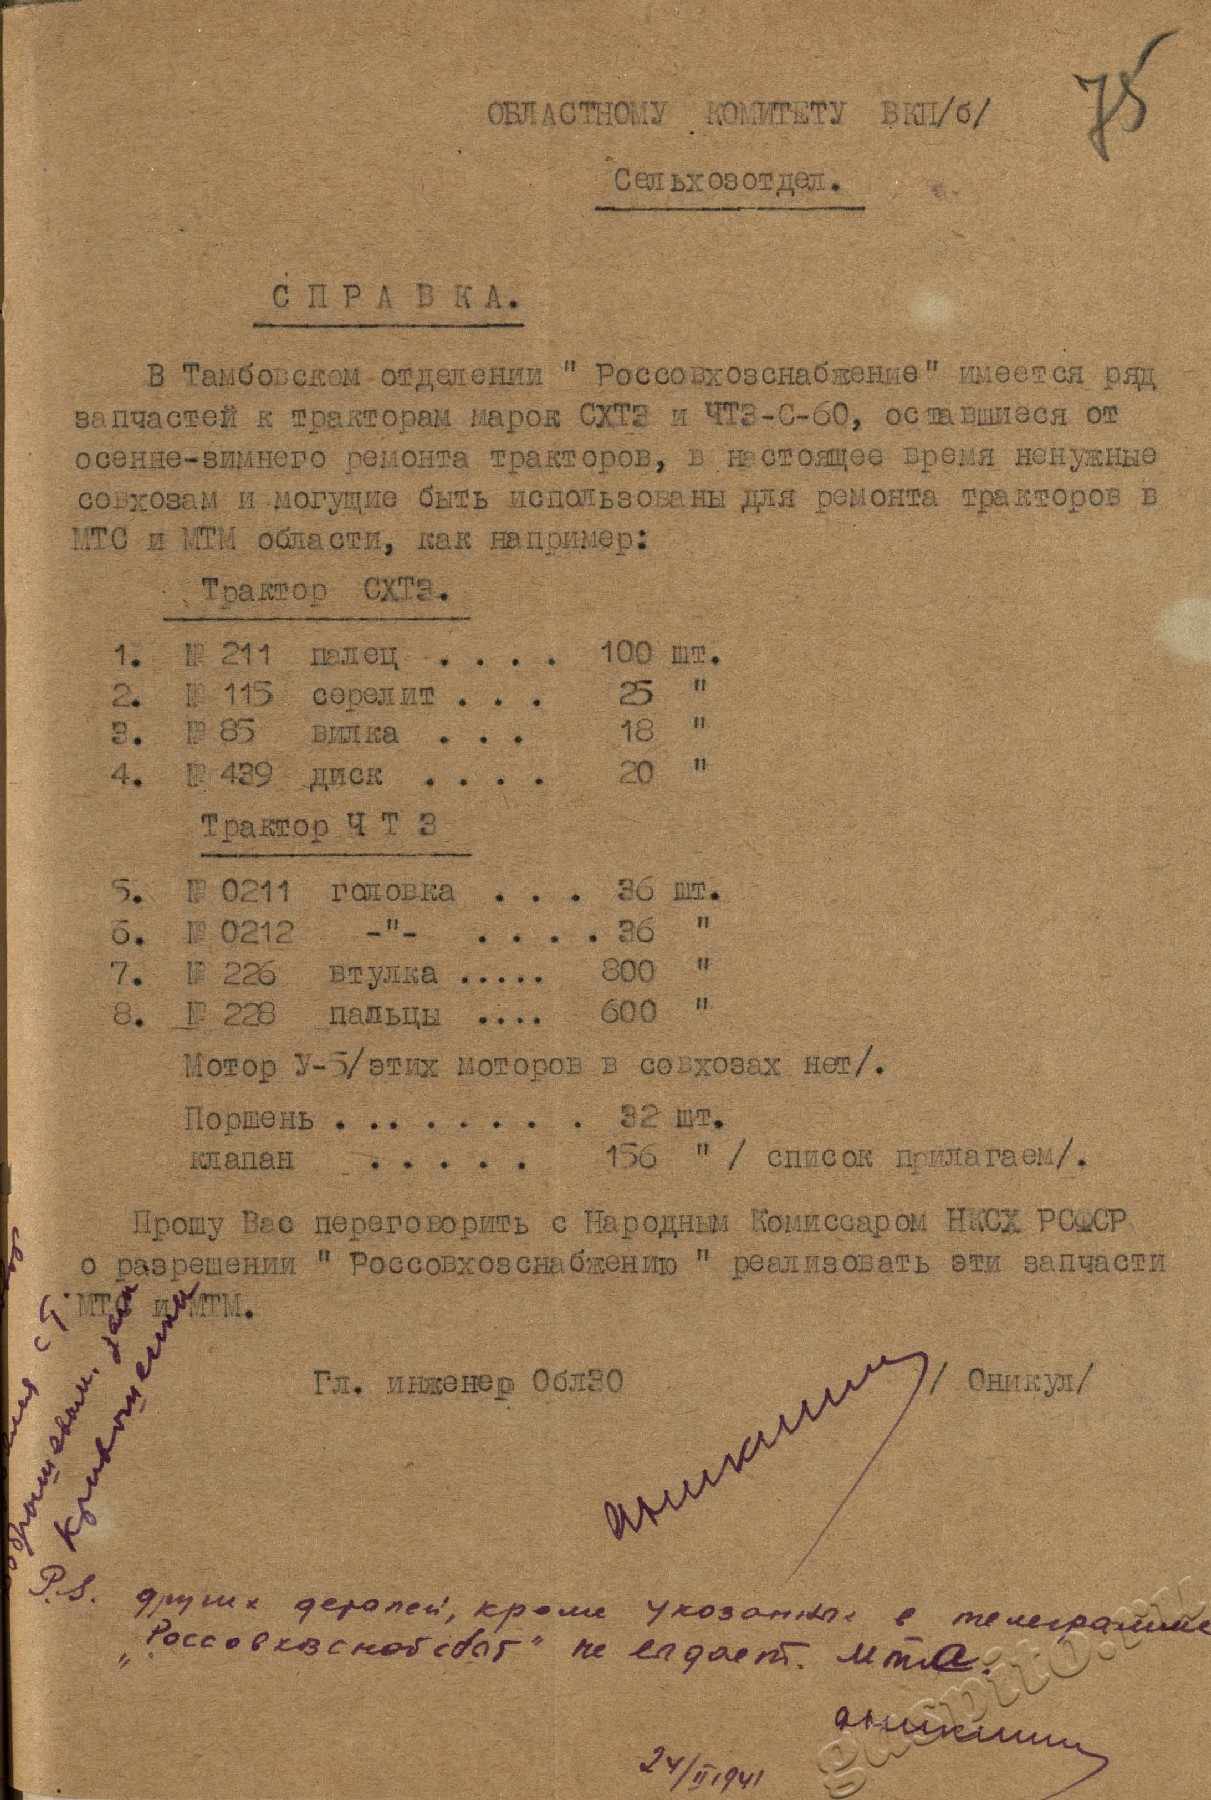 75
ОБЛАСТНОМУ КОМИТЕТУ ВКП/б/
Сельхозотдел.
СПРАВКА.
В Тамбовском отделении " Россовхозснабжение" имеется ряд
запчастей к тракторам марок СХТЗ и ЧТЗ-С-60, оставшиеся от
осенне-зимнего ремонта тракторов, в настоящее время ненужные
совхозам и могущие быть использованы для ремонта тракторов в
МТС и МТМ области, как например:
Трактор СХТЗ.
1. № 211 палец . . . . 100 шт.
2. № 115 серелит . . . 25 "
3. № 85 вилка . . . 18 "
4. № 439 диск . . . . 20 "
Трактор Ч Т З
5. № 0211 головка . . . 36 шт.
6. № 0212 -"- . . . . 36 "
7. № 226 втулка ..... 800 "
8. № 228 пальцы .... 600 "
Мотор У-5/этих моторов в совхозах нет/.
Поршень . .. . . . . . . 32 шт.
клапан . . . . . 156 " / список прилагаем/.
Прошу Вас переговорить с Народным Комиссаром НКСХ РСФСР
о разрешении " Россовхозснабжению " реализовать эти запчасти
МТС и МТМ.
Гл. инженер ОблЗО / Оникул/
P.S. других деталей, кроме указанных в телеграмме
„Россовхозснабсбыт" не
24/II 1941
guspito.ru